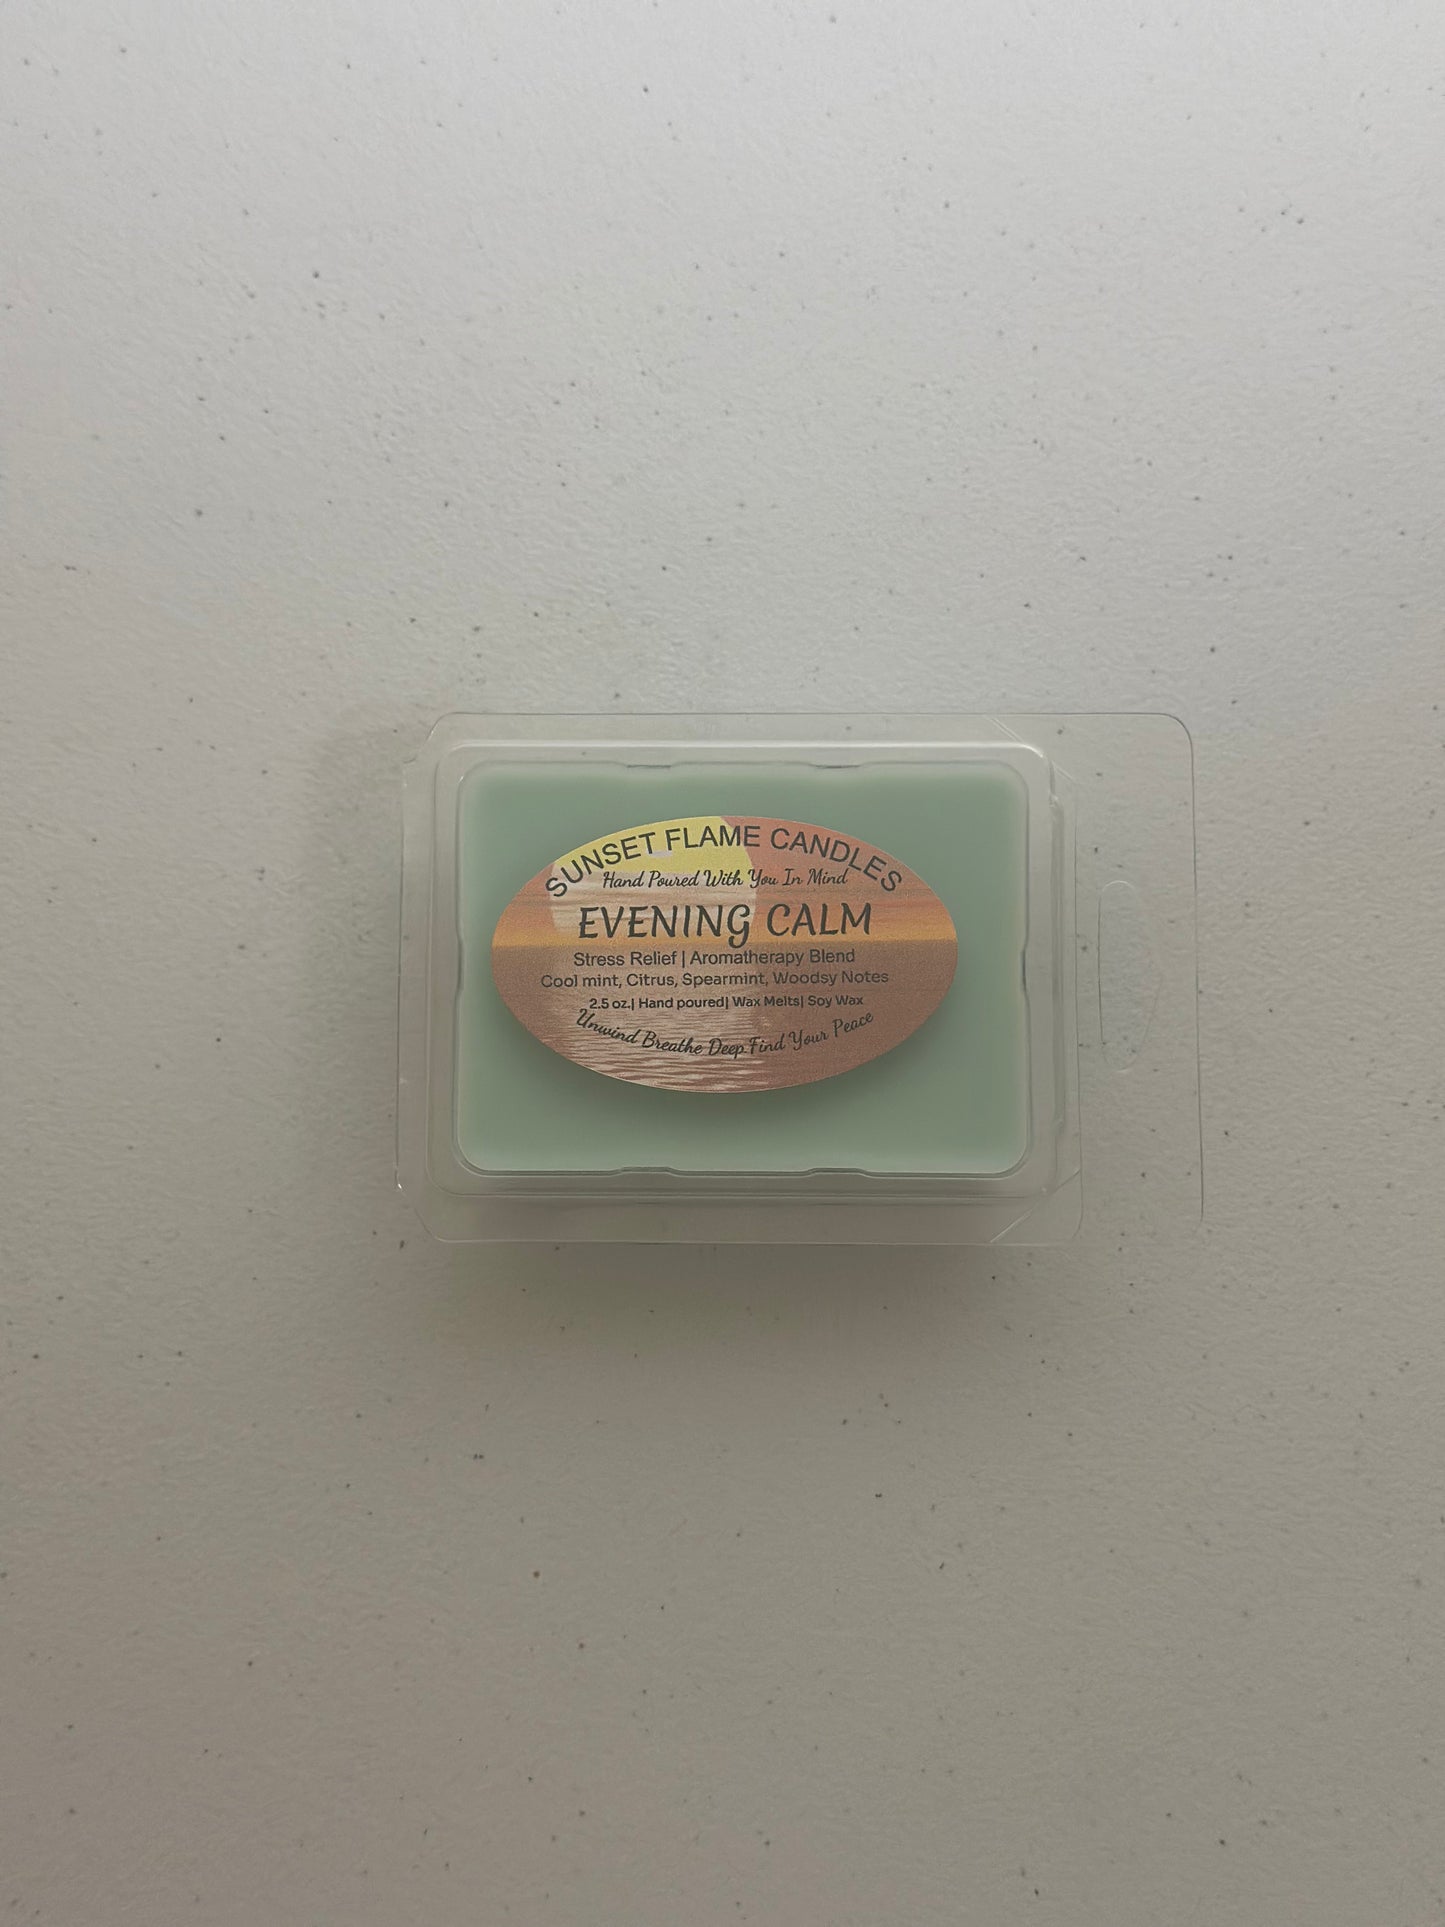 SUNSET FLAME CANDLES
Hand Poured With You In Mind
EVENING CALM
Stress Relief | Aromatherapy Blend
Cool mint, Citrus, Spearmint, Woodsy Notes
2.5 oz.| Hand poured| Wax Melts| Soy Wax
Unwind Breathe Deep.Find Your Peace